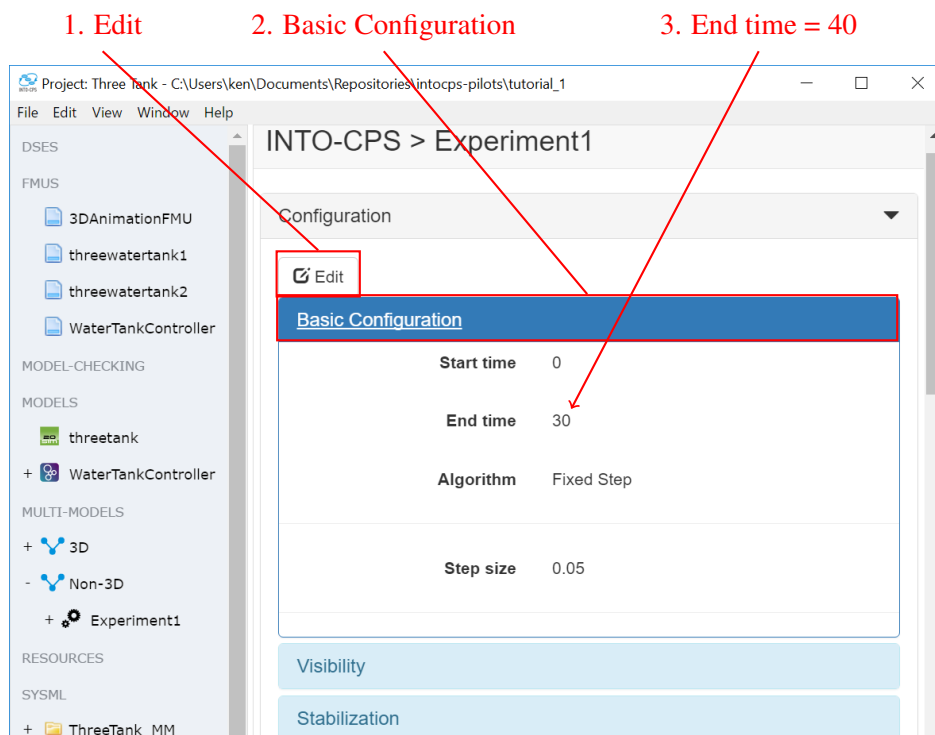 1. Edit
2. Basic Configuration
3. End time = 40
Project: Three Tank - C:\Users\ken\Documents\Repositories\intocps-pilots\tutorial_1
File Edit View Window Help
DSES
FMUS
3DAnimationFMU
threewatertank1
threewatertank2
WaterTankController
MODEL-CHECKING
MODELS
threetank
+ WaterTankController
MULTI-MODELS
+ 3D
- Non-3D
+ Experiment1
RESOURCES
SYSML
+ ThreeTank_MM
INTO-CPS > Experiment1
Configuration
Edit
Basic Configuration
Start time 0
End time 30
Algorithm Fixed Step
Step size 0.05
Visibility
Stabilization